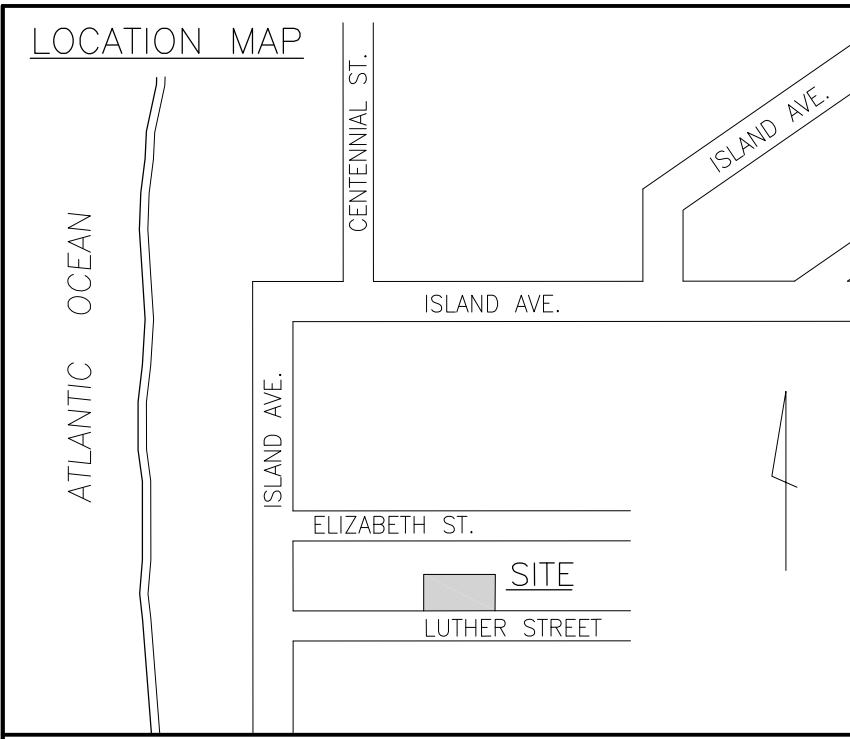 LOCATION MAP
CENTENNIAL ST.
ISLAND AVE.
ATLANTIC OCEAN
ISLAND AVE.
ISLAND AVE.
ELIZABETH ST.
SITE
LUTHER STREET